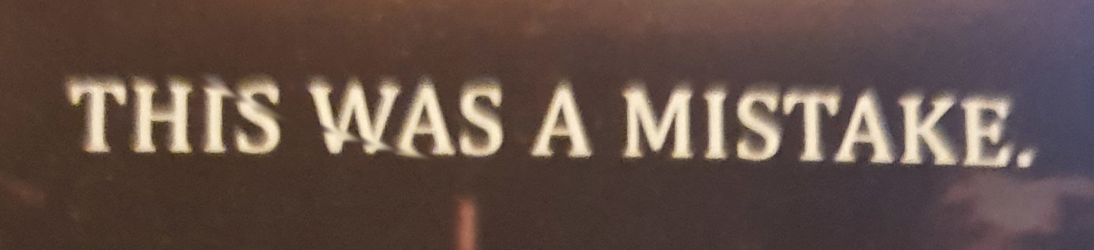 THIS WAS A MISTAKE.